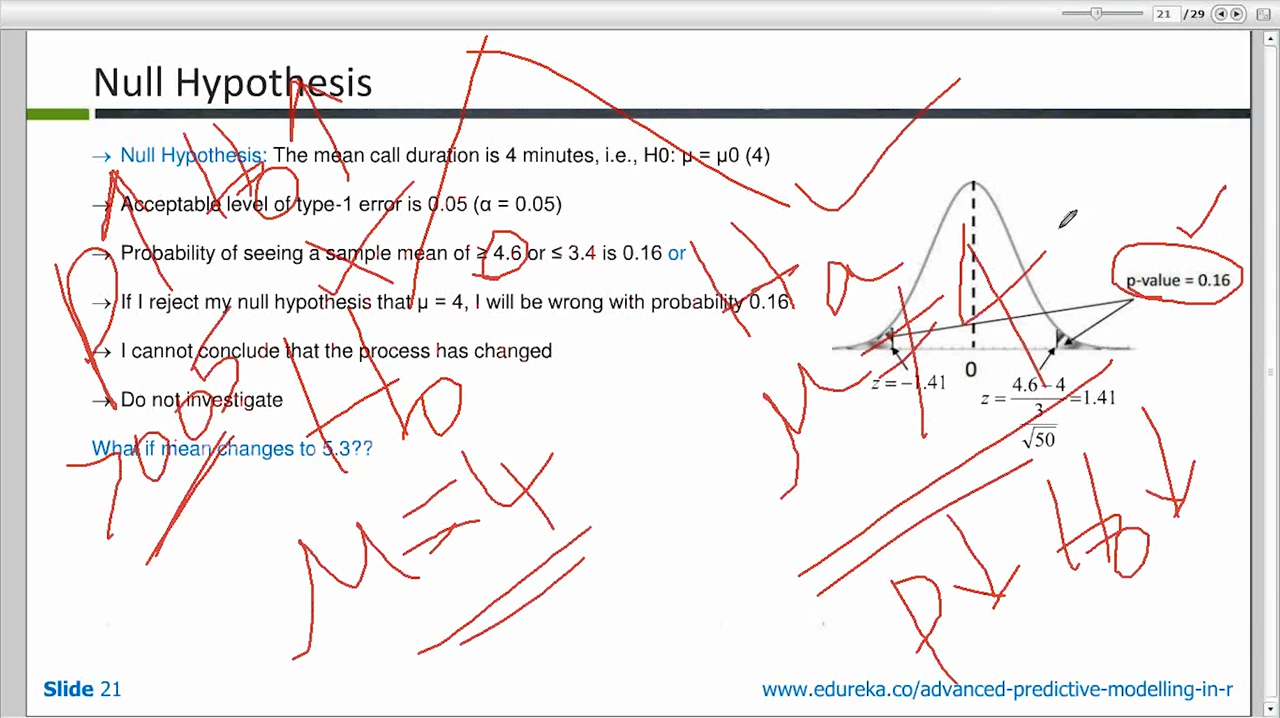 21 / 29
Null Hypothesis
→ Null Hypothesis: The mean call duration is 4 minutes, i.e., H0: μ = μ0 (4)
→ Acceptable level of type-1 error is 0.05 (α = 0.05)
→ Probability of seeing a sample mean of ≥ 4.6 or ≤ 3.4 is 0.16 or
→ If I reject my null hypothesis that μ = 4, I will be wrong with probability 0.16.
→ I cannot conclude that the process has changed
→ Do not investigate
What if mean changes to 5.3??
p-value = 0.16
0
z = −1.41
z = (4.6 − 4) / (3 / √50) = 1.41
P ↑ H0 ↑
H0
M = 4
Ha
M ≠ 4
P ↓ H0 ↓
Slide 21
www.edureka.co/advanced-predictive-modelling-in-r